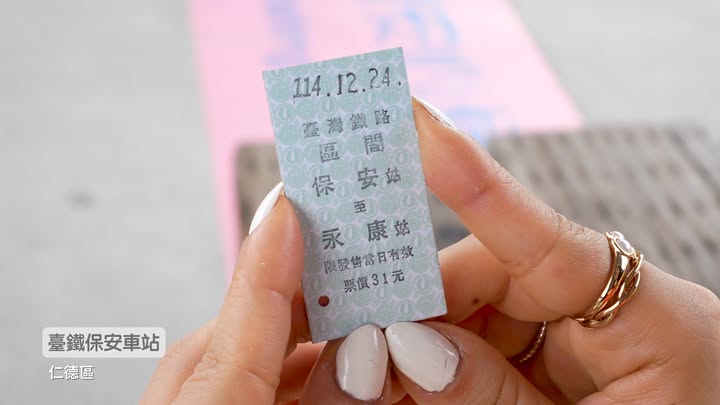 114.12.24.
臺灣鐵路
區間
保安站
至
永康站
限發售當日有效
票價31元
臺鐵保安車站
仁德區